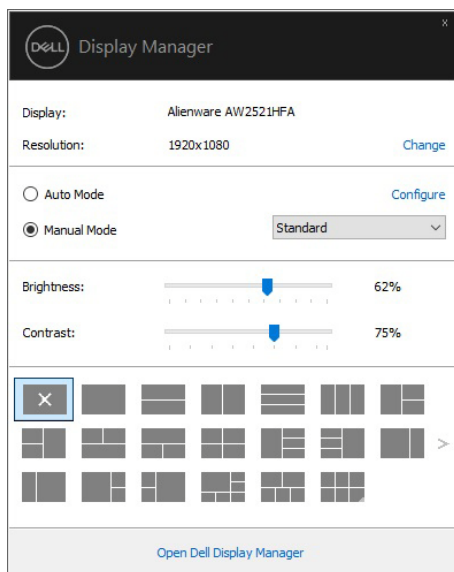 x
DELL Display Manager
Display: Alienware AW2521HFA
Resolution: 1920x1080 Change
Auto Mode Configure
Manual Mode Standard
Brightness: 62%
Contrast: 75%
Open Dell Display Manager